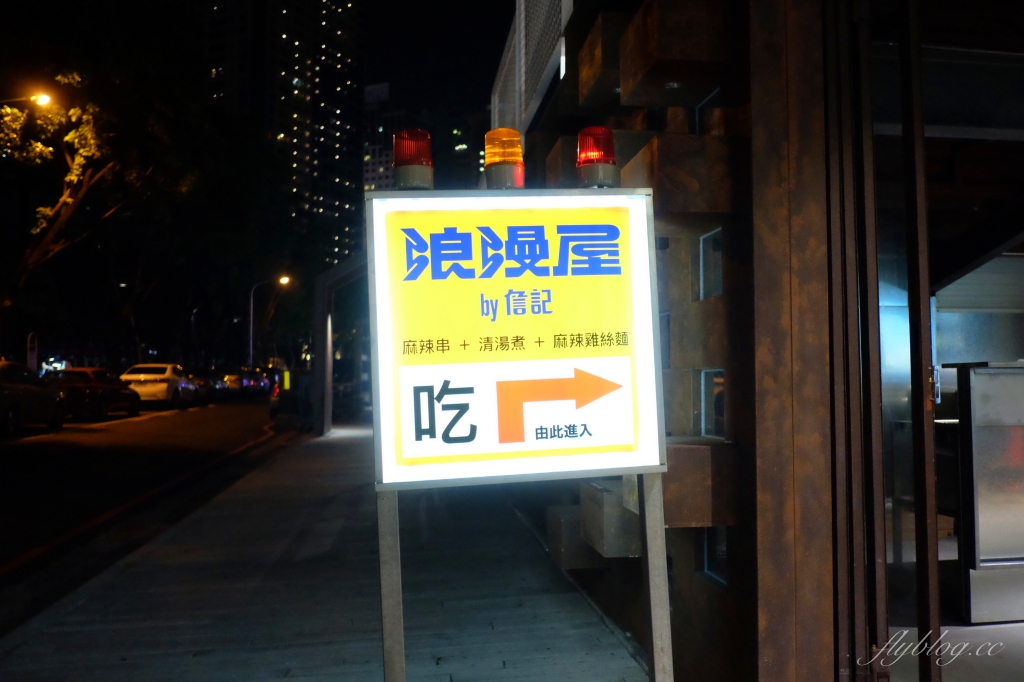 浪漫屋
by 詹記
麻辣串 + 清湯煮 + 麻辣雞絲麵
吃
由此進入
flyblog.cc